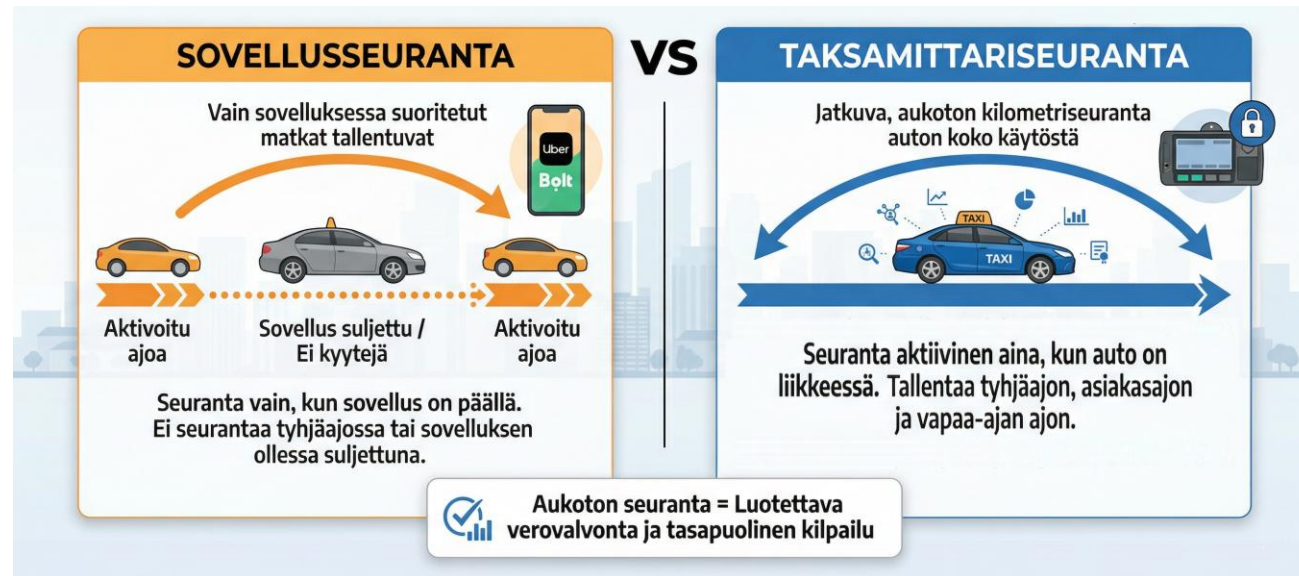 SOVELLUSSEURANTA
Vain sovelluksessa suoritetut
matkat tallentuvat
Uber
Bolt
Aktivoitu
ajoa
Sovellus suljettu /
Ei kyytejä
Aktivoitu
ajoa
Seuranta vain, kun sovellus on päällä.
Ei seurantaa tyhjäajossa tai sovelluksen
ollessa suljettuna.
VS
TAKSAMITTARISEURANTA
Jatkuva, aukoton kilometriseuranta
auton koko käytöstä
TAXI
TAXI
Seuranta aktiivinen aina, kun auto on
liikkeessä. Tallentaa tyhjäajon, asiakasajon
ja vapaa-ajan ajon.
Aukoton seuranta = Luotettava
verovalvonta ja tasapuolinen kilpailu